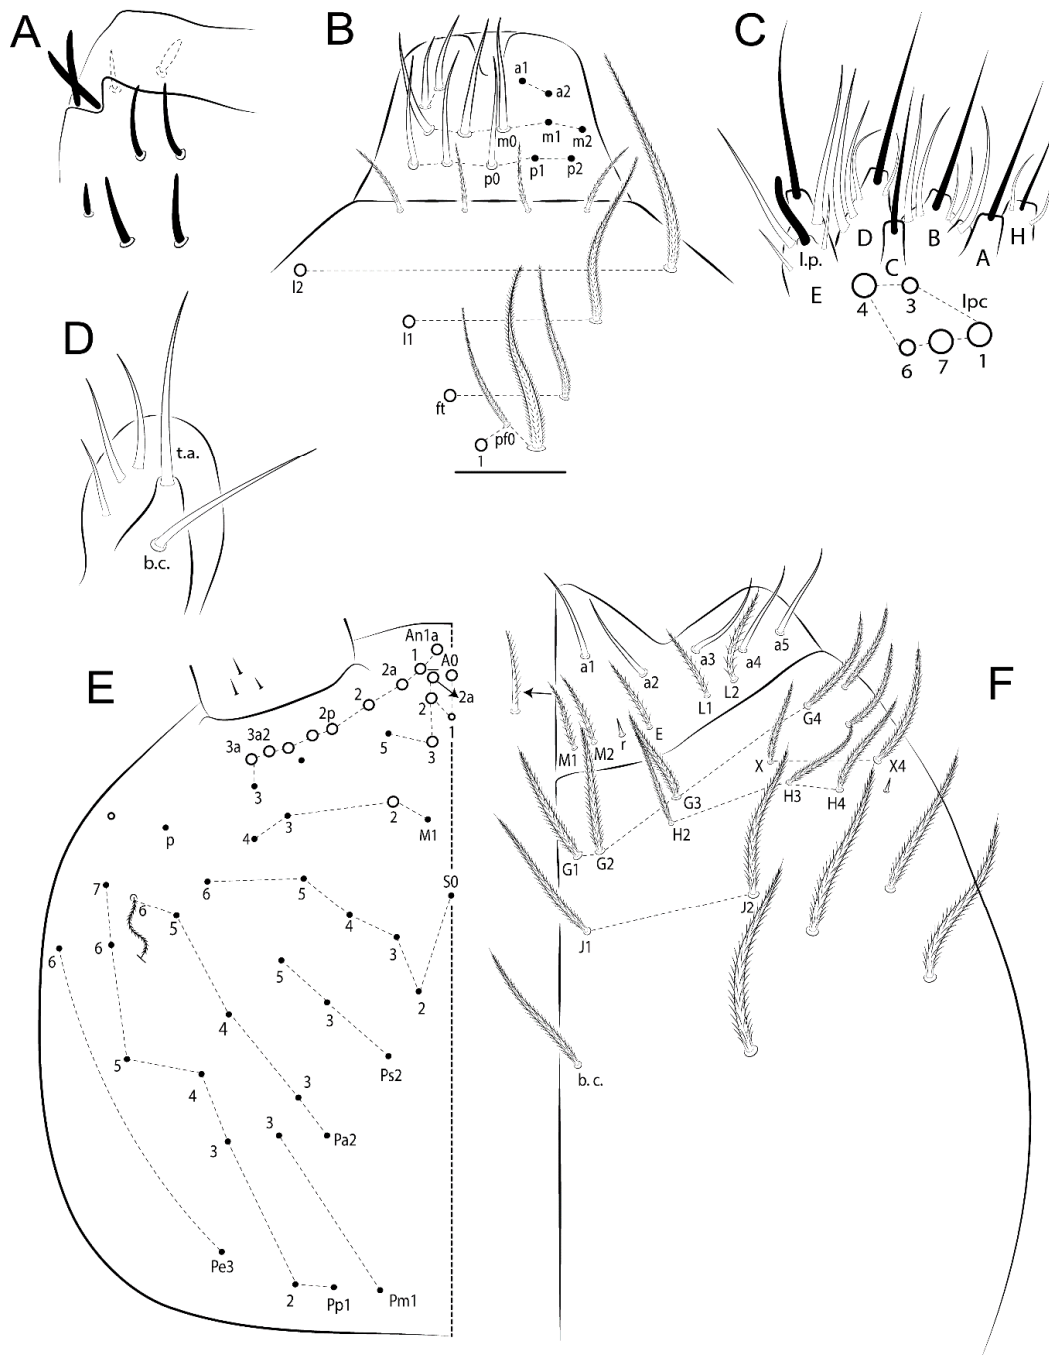 A
B
a1
a2
m0
m1
m2
p0
p1
p2
l2
l1
ft
pf0
1
C
l.p.
D
B
A
H
C
E
4
3
lpc
6
7
1
D
t.a.
b.c.
E
An1a
1
A0
2a
2a
2
2
1
2p
5
3
3a2
3a
3
3
4
2
M1
p
7
6
5
6
5
4
3
2
S0
6
6
5
3
Ps2
4
5
4
3
3
Pa2
3
Pe3
2
Pp1
Pm1
F
a1
a2
a3
a4
a5
L1
L2
M1
M2
r
E
G4
X
X4
G3
H2
H3
H4
G1
G2
J2
J1
b. c.